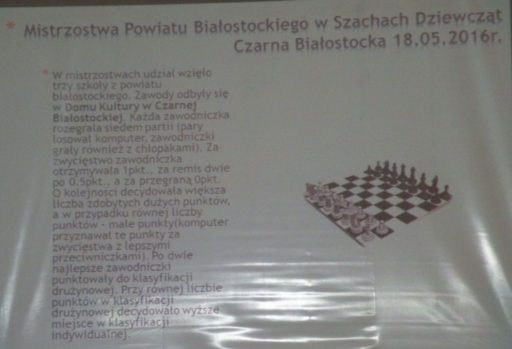 * Mistrzostwa Powiatu Białostockiego w Szachach Dziewcząt
Czarna Białostocka 18.05.2016r.
* W mistrzostwach udział wzięło
trzy szkoły z powiatu
białostockiego. Zawody odbyły się
w Domu Kultury w Czarnej
Białostockiej. Każda zawodniczka
rozegrała siedem partii (pary
losował komputer, zawodniczki
grały również z chłopakami). Za
zwycięstwo zawodniczka
otrzymywała 1pkt., za remis dwie
po 0.5pkt., a za przegraną 0pkt.
O kolejności decydowała większa
liczba zdobytych dużych punktów,
a w przypadku równej liczby
punktów - małe punkty(komputer
przyznawał te punkty za
zwycięstwa z lepszymi
przeciwniczkami). Po dwie
najlepsze zawodniczki
punktowały do klasyfikacji
drużynowej. Przy równej liczbie
punktów w klasyfikacji
drużynowej decydowało wyższe
miejsce w klasyfikacji
indywidualnej.